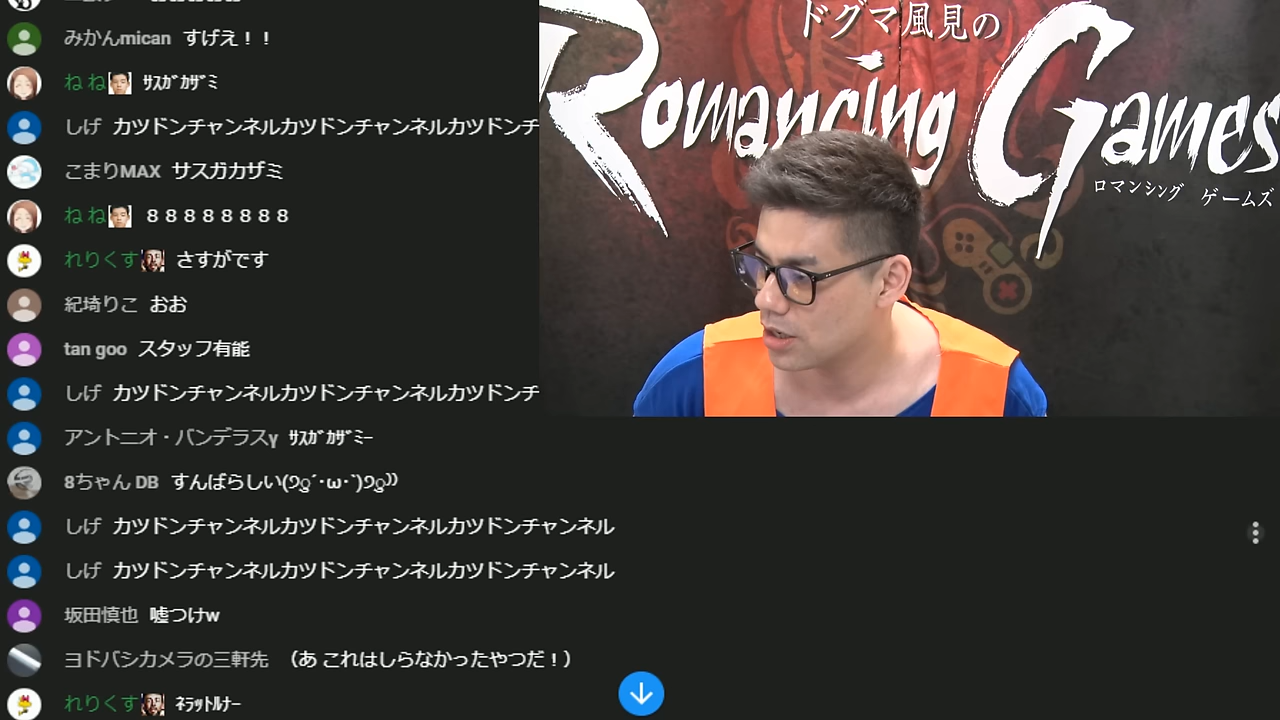 みかんmican すげえ！！
ね ね ｻｽｶﾞｶｻﾞﾐ
しげ カツドンチャンネルカツドンチャンネルカツドンチ
こまりMAX サスガカザミ
ね ね ８８８８８８８８
れりくす さすがです
紀埼りこ おお
tan goo スタッフ有能
しげ カツドンチャンネルカツドンチャンネルカツドンチ
アントニオ・バンデラスγ ｻｽｶﾞｶｻﾞﾐｰ
8ちゃん DB すんばらしい(୨୧´･ω･`)୨୧⁾⁾
しげ カツドンチャンネルカツドンチャンネルカツドンチャンネル
しげ カツドンチャンネルカツドンチャンネルカツドンチャンネル
坂田慎也 嘘つけw
ヨドバシカメラの三軒先 （あ これはしらなかったやつだ！）
れりくす ﾈﾗｯﾄﾙﾅｰ
ドグマ風見の
Romancing Games
ロマンシング ゲームズ